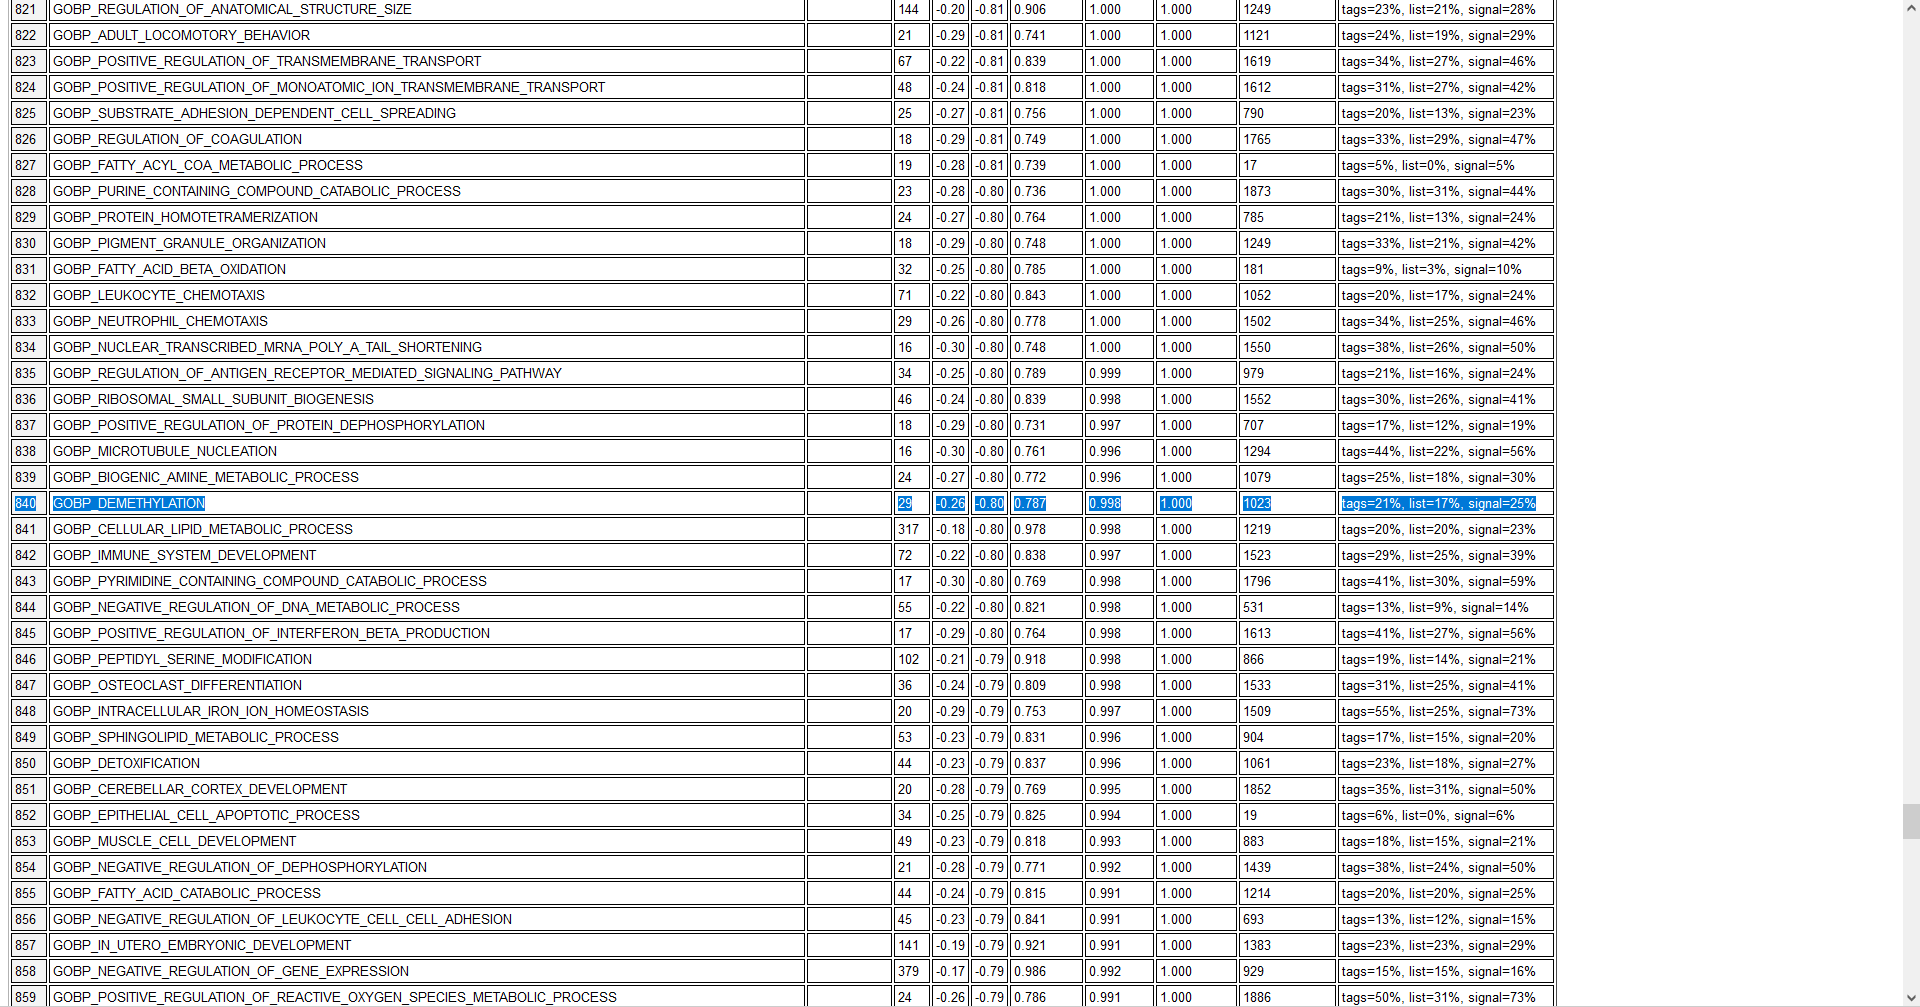 821 GOBP_REGULATION_OF_ANATOMICAL_STRUCTURE_SIZE 144 -0.20 -0.81 0.906 1.000 1.000 1249 tags=23%, list=21%, signal=28%
822 GOBP_ADULT_LOCOMOTORY_BEHAVIOR 21 -0.29 -0.81 0.741 1.000 1.000 1121 tags=24%, list=19%, signal=29%
823 GOBP_POSITIVE_REGULATION_OF_TRANSMEMBRANE_TRANSPORT 67 -0.22 -0.81 0.839 1.000 1.000 1619 tags=34%, list=27%, signal=46%
824 GOBP_POSITIVE_REGULATION_OF_MONOATOMIC_ION_TRANSMEMBRANE_TRANSPORT 48 -0.24 -0.81 0.818 1.000 1.000 1612 tags=31%, list=27%, signal=42%
825 GOBP_SUBSTRATE_ADHESION_DEPENDENT_CELL_SPREADING 25 -0.27 -0.81 0.756 1.000 1.000 790 tags=20%, list=13%, signal=23%
826 GOBP_REGULATION_OF_COAGULATION 18 -0.29 -0.81 0.749 1.000 1.000 1765 tags=33%, list=29%, signal=47%
827 GOBP_FATTY_ACYL_COA_METABOLIC_PROCESS 19 -0.28 -0.81 0.739 1.000 1.000 17 tags=5%, list=0%, signal=5%
828 GOBP_PURINE_CONTAINING_COMPOUND_CATABOLIC_PROCESS 23 -0.28 -0.80 0.736 1.000 1.000 1873 tags=30%, list=31%, signal=44%
829 GOBP_PROTEIN_HOMOTETRAMERIZATION 24 -0.27 -0.80 0.764 1.000 1.000 785 tags=21%, list=13%, signal=24%
830 GOBP_PIGMENT_GRANULE_ORGANIZATION 18 -0.29 -0.80 0.748 1.000 1.000 1249 tags=33%, list=21%, signal=42%
831 GOBP_FATTY_ACID_BETA_OXIDATION 32 -0.25 -0.80 0.785 1.000 1.000 181 tags=9%, list=3%, signal=10%
832 GOBP_LEUKOCYTE_CHEMOTAXIS 71 -0.22 -0.80 0.843 1.000 1.000 1052 tags=20%, list=17%, signal=24%
833 GOBP_NEUTROPHIL_CHEMOTAXIS 29 -0.26 -0.80 0.778 1.000 1.000 1502 tags=34%, list=25%, signal=46%
834 GOBP_NUCLEAR_TRANSCRIBED_MRNA_POLY_A_TAIL_SHORTENING 16 -0.30 -0.80 0.748 1.000 1.000 1550 tags=38%, list=26%, signal=50%
835 GOBP_REGULATION_OF_ANTIGEN_RECEPTOR_MEDIATED_SIGNALING_PATHWAY 34 -0.25 -0.80 0.789 0.999 1.000 979 tags=21%, list=16%, signal=24%
836 GOBP_RIBOSOMAL_SMALL_SUBUNIT_BIOGENESIS 46 -0.24 -0.80 0.839 0.998 1.000 1552 tags=30%, list=26%, signal=41%
837 GOBP_POSITIVE_REGULATION_OF_PROTEIN_DEPHOSPHORYLATION 18 -0.29 -0.80 0.731 0.997 1.000 707 tags=17%, list=12%, signal=19%
838 GOBP_MICROTUBULE_NUCLEATION 16 -0.30 -0.80 0.761 0.996 1.000 1294 tags=44%, list=22%, signal=56%
839 GOBP_BIOGENIC_AMINE_METABOLIC_PROCESS 24 -0.27 -0.80 0.772 0.996 1.000 1079 tags=25%, list=18%, signal=30%
840 GOBP_DEMETHYLATION 29 -0.26 -0.80 0.787 0.998 1.000 1023 tags=21%, list=17%, signal=25%
841 GOBP_CELLULAR_LIPID_METABOLIC_PROCESS 317 -0.18 -0.80 0.978 0.998 1.000 1219 tags=20%, list=20%, signal=23%
842 GOBP_IMMUNE_SYSTEM_DEVELOPMENT 72 -0.22 -0.80 0.838 0.997 1.000 1523 tags=29%, list=25%, signal=39%
843 GOBP_PYRIMIDINE_CONTAINING_COMPOUND_CATABOLIC_PROCESS 17 -0.30 -0.80 0.769 0.998 1.000 1796 tags=41%, list=30%, signal=59%
844 GOBP_NEGATIVE_REGULATION_OF_DNA_METABOLIC_PROCESS 55 -0.22 -0.80 0.821 0.998 1.000 531 tags=13%, list=9%, signal=14%
845 GOBP_POSITIVE_REGULATION_OF_INTERFERON_BETA_PRODUCTION 17 -0.29 -0.80 0.764 0.998 1.000 1613 tags=41%, list=27%, signal=56%
846 GOBP_PEPTIDYL_SERINE_MODIFICATION 102 -0.21 -0.79 0.918 0.998 1.000 866 tags=19%, list=14%, signal=21%
847 GOBP_OSTEOCLAST_DIFFERENTIATION 36 -0.24 -0.79 0.809 0.998 1.000 1533 tags=31%, list=25%, signal=41%
848 GOBP_INTRACELLULAR_IRON_ION_HOMEOSTASIS 20 -0.29 -0.79 0.753 0.997 1.000 1509 tags=55%, list=25%, signal=73%
849 GOBP_SPHINGOLIPID_METABOLIC_PROCESS 53 -0.23 -0.79 0.831 0.996 1.000 904 tags=17%, list=15%, signal=20%
850 GOBP_DETOXIFICATION 44 -0.23 -0.79 0.837 0.996 1.000 1061 tags=23%, list=18%, signal=27%
851 GOBP_CEREBELLAR_CORTEX_DEVELOPMENT 20 -0.28 -0.79 0.769 0.995 1.000 1852 tags=35%, list=31%, signal=50%
852 GOBP_EPITHELIAL_CELL_APOPTOTIC_PROCESS 34 -0.25 -0.79 0.825 0.994 1.000 19 tags=6%, list=0%, signal=6%
853 GOBP_MUSCLE_CELL_DEVELOPMENT 49 -0.23 -0.79 0.818 0.993 1.000 883 tags=18%, list=15%, signal=21%
854 GOBP_NEGATIVE_REGULATION_OF_DEPHOSPHORYLATION 21 -0.28 -0.79 0.771 0.992 1.000 1439 tags=38%, list=24%, signal=50%
855 GOBP_FATTY_ACID_CATABOLIC_PROCESS 44 -0.24 -0.79 0.815 0.991 1.000 1214 tags=20%, list=20%, signal=25%
856 GOBP_NEGATIVE_REGULATION_OF_LEUKOCYTE_CELL_CELL_ADHESION 45 -0.23 -0.79 0.841 0.991 1.000 693 tags=13%, list=12%, signal=15%
857 GOBP_IN_UTERO_EMBRYONIC_DEVELOPMENT 141 -0.19 -0.79 0.921 0.991 1.000 1383 tags=23%, list=23%, signal=29%
858 GOBP_NEGATIVE_REGULATION_OF_GENE_EXPRESSION 379 -0.17 -0.79 0.986 0.992 1.000 929 tags=15%, list=15%, signal=16%
859 GOBP_POSITIVE_REGULATION_OF_REACTIVE_OXYGEN_SPECIES_METABOLIC_PROCESS 24 -0.26 -0.79 0.786 0.991 1.000 1886 tags=50%, list=31%, signal=73%